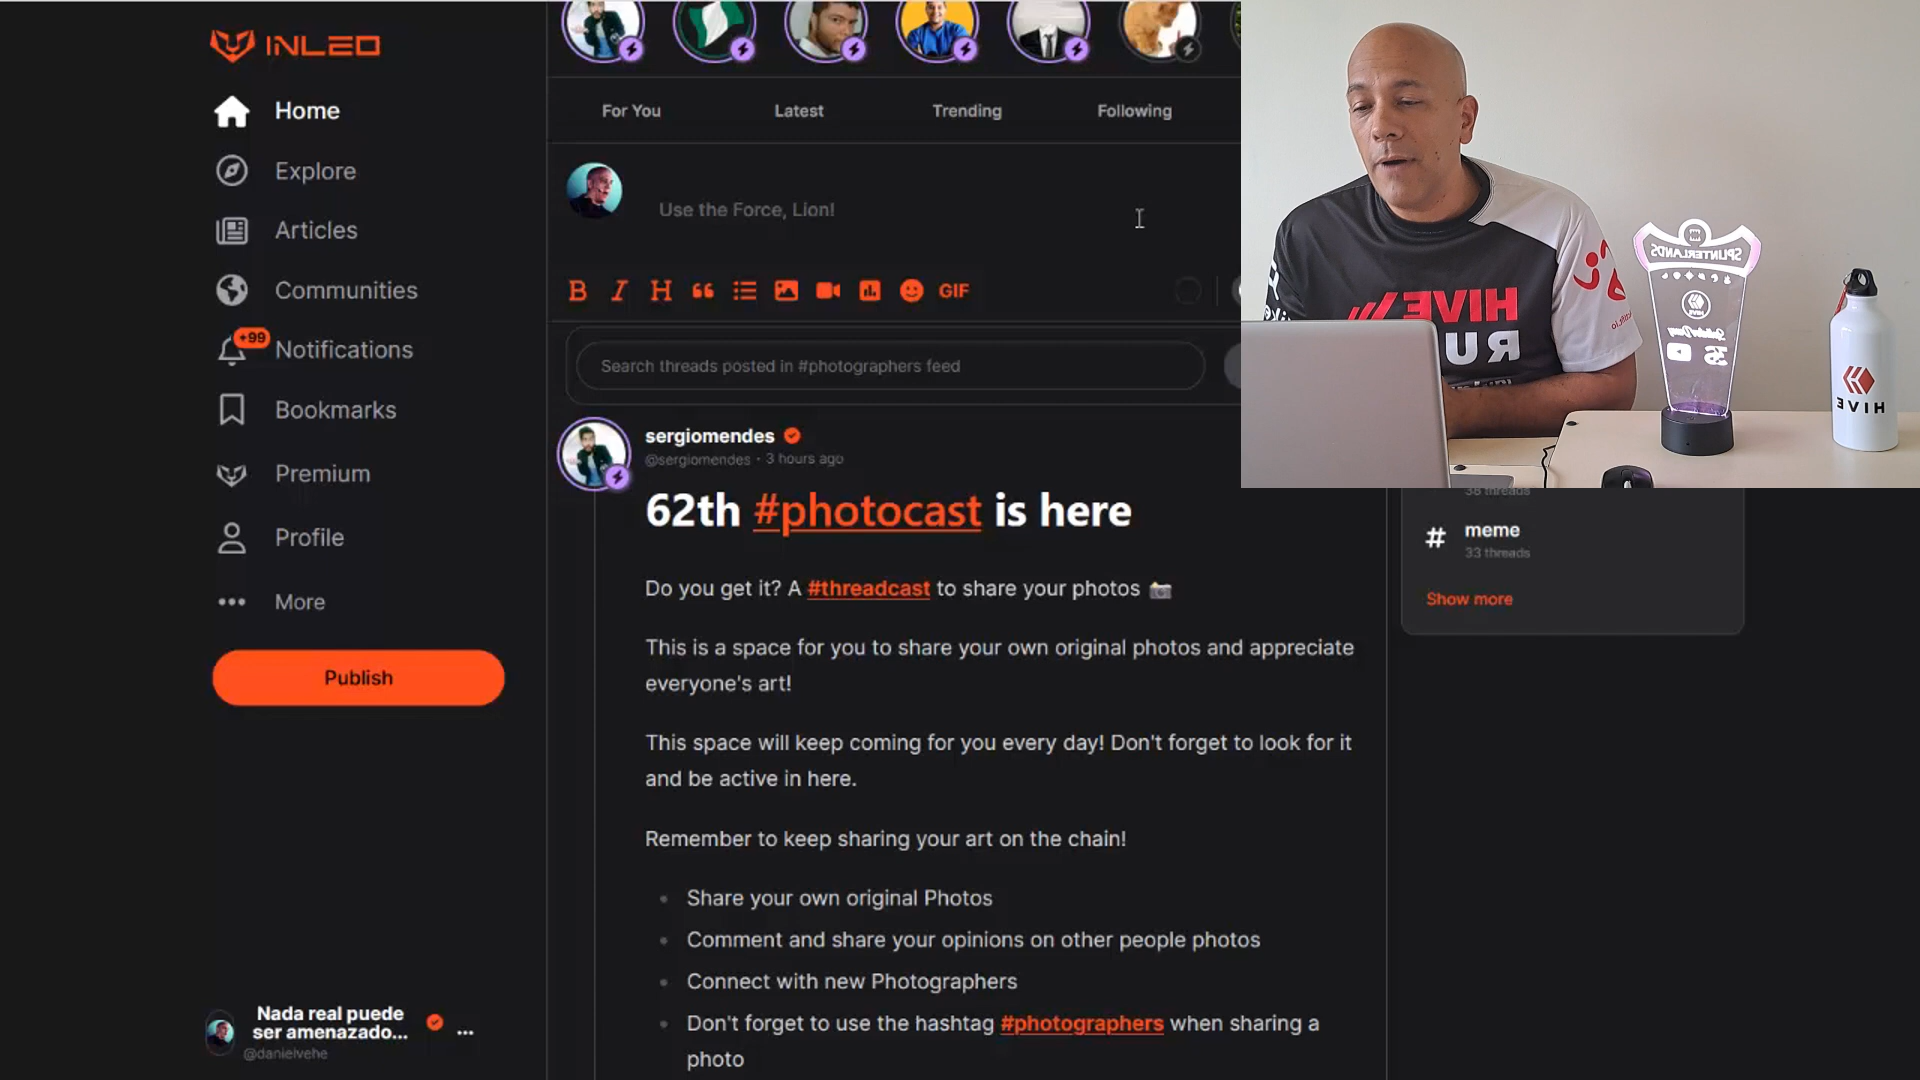 INLEO
Home
Explore
Articles
Communities
+99
Notifications
Bookmarks
Premium
Profile
More
Publish
Nada real puede
ser amenazado...
@danielvehe
For You
Latest
Trending
Following
Use the Force, Lion!
B I H GIF
Search threads posted in #photographers feed
sergiomendes
@sergiomendes · 3 hours ago
62th #photocast is here
Do you get it? A #threadcast to share your photos
This is a space for you to share your own original photos and appreciate
everyone's art!
This space will keep coming for you every day! Don't forget to look for it
and be active in here.
Remember to keep sharing your art on the chain!
Share your own original Photos
Comment and share your opinions on other people photos
Connect with new Photographers
Don't forget to use the hashtag #photographers when sharing a
photo
38 threads
# meme
33 threads
Show more
HIVE
RU
SPLINTERLANDS
HIVE
HIVE